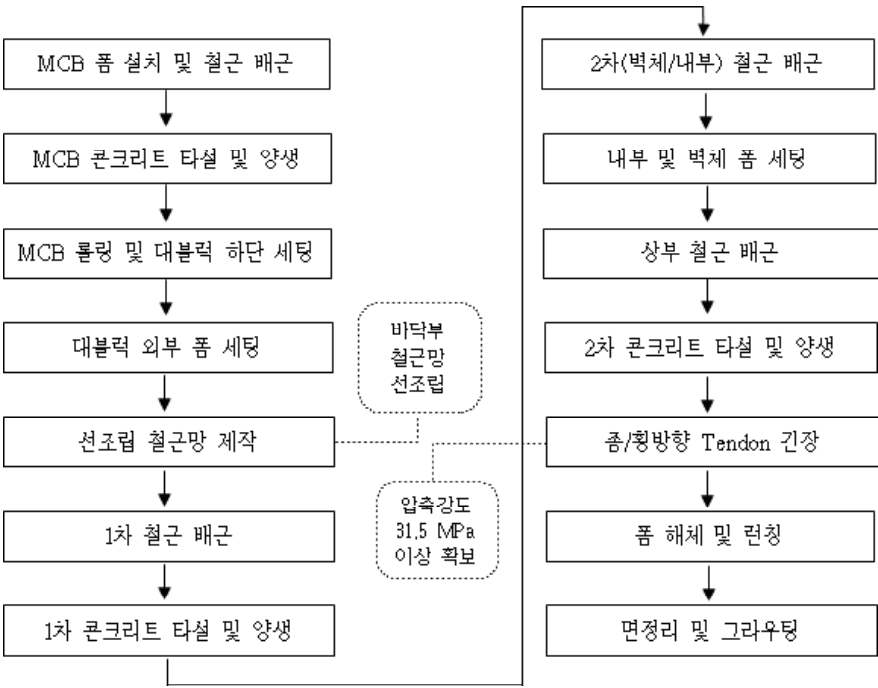 MCB 폼 설치 및 철근 배근
MCB 콘크리트 타설 및 양생
MCB 롤링 및 대블럭 하단 세팅
대블럭 외부 폼 세팅
선조립 철근망 제작
1차 철근 배근
1차 콘크리트 타설 및 양생
바닥부
철근망
선조립
압축강도
31.5 MPa
이상 확보
2차(벽체/내부) 철근 배근
내부 및 벽체 폼 세팅
상부 철근 배근
2차 콘크리트 타설 및 양생
종/횡방향 Tendon 긴장
폼 해체 및 런칭
면정리 및 그라우팅